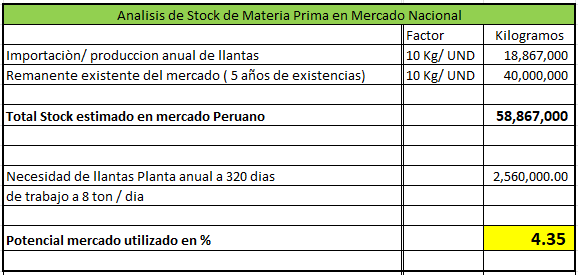 Analisis de Stock de Materia Prima en Mercado Nacional
Factor Kilogramos
Importaciòn/ produccion anual de llantas 10 Kg/ UND 18,867,000
Remanente existente del mercado ( 5 años de existencias) 10 Kg/ UND 40,000,000
Total Stock estimado en mercado Peruano 58,867,000
Necesidad de llantas Planta anual a 320 dias 2,560,000.00
de trabajo a 8 ton / dia
Potencial mercado utilizado en % 4.35